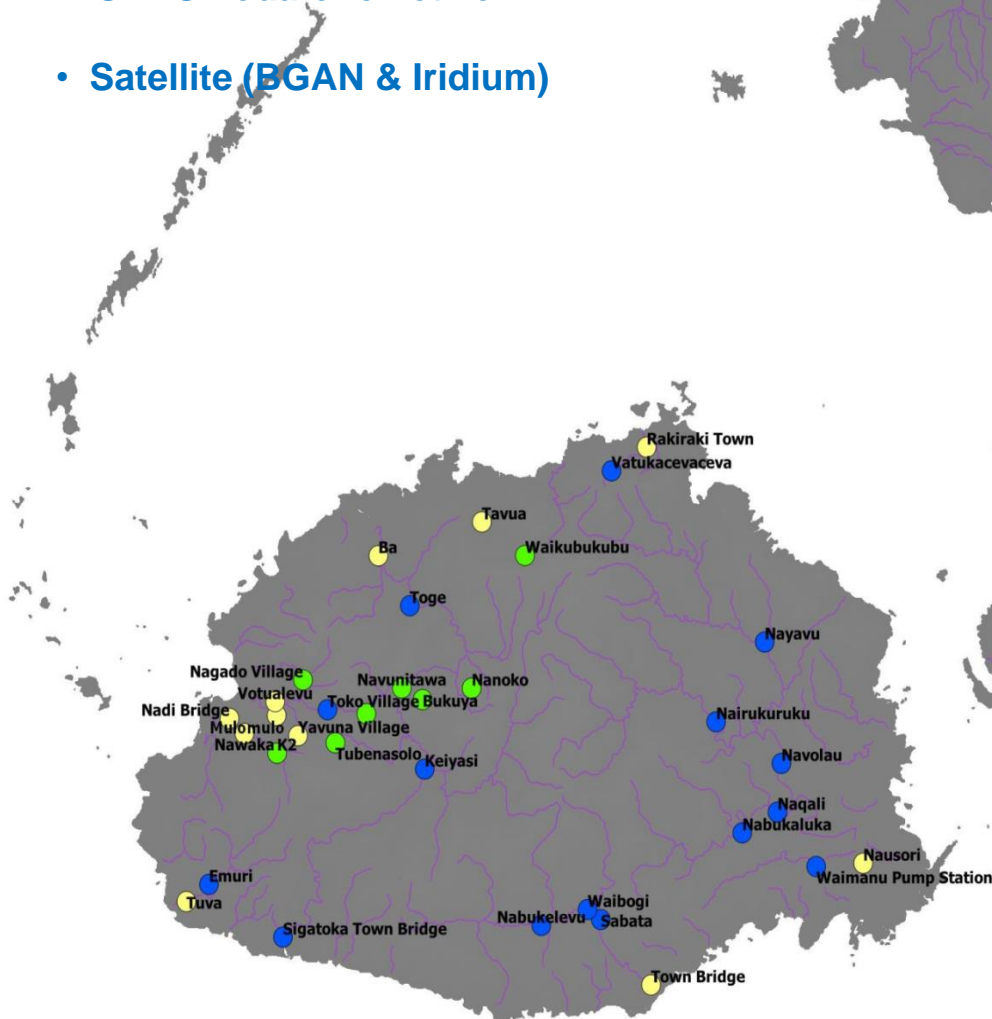 • Satellite (BGAN & Iridium)
Rakiraki Town
Vatukacevaceva
Tavua
Ba
Waikubukubu
Toge
Nayavu
Nagado Village
Navunitawa
Nanoko
Votualevu
Toko Village
Bukuya
Nadi Bridge
Mulomulo
Yavuna Village
Nairukuruku
Nawaka K2
Tubenasolo
Keiyasi
Navolau
Naqali
Nabukaluka
Nausori
Waimanu Pump Station
Emuri
Tuva
Waibogi
Nabukelevu
Sabata
Sigatoka Town Bridge
Town Bridge